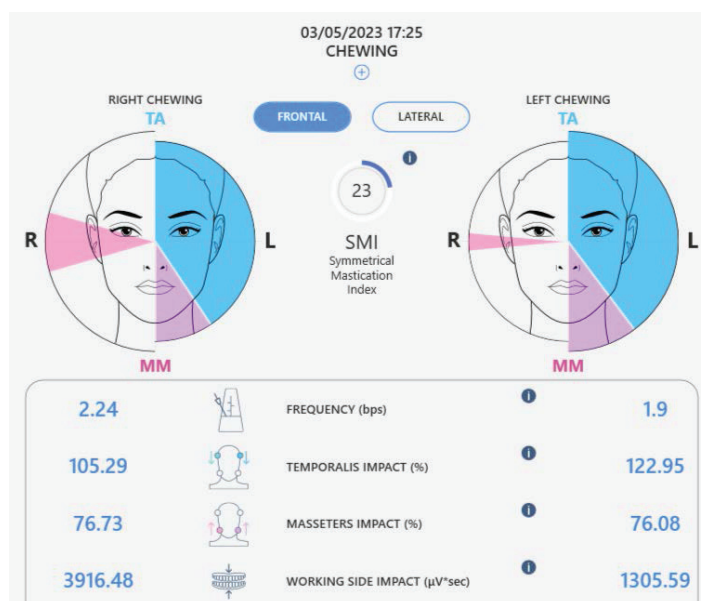 03/05/2023 17:25
CHEWING
RIGHT CHEWING
TA
FRONTAL
LATERAL
LEFT CHEWING
TA
R
L
23
SMI
Symmetrical
Mastication
Index
R
L
MM
MM
2.24 FREQUENCY (bps) 1.9
105.29 TEMPORALIS IMPACT (%) 122.95
76.73 MASSETERS IMPACT (%) 76.08
3916.48 WORKING SIDE IMPACT (µV*sec) 1305.59